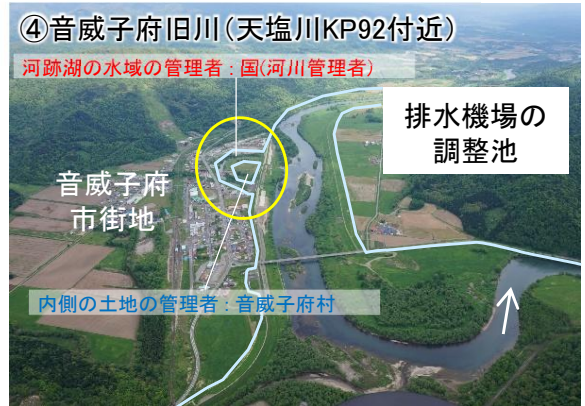 ④音威子府旧川(天塩川KP92付近)
河跡湖の水域の管理者:国(河川管理者)
排水機場の
調整池
音威子府
市街地
内側の土地の管理者:音威子府村